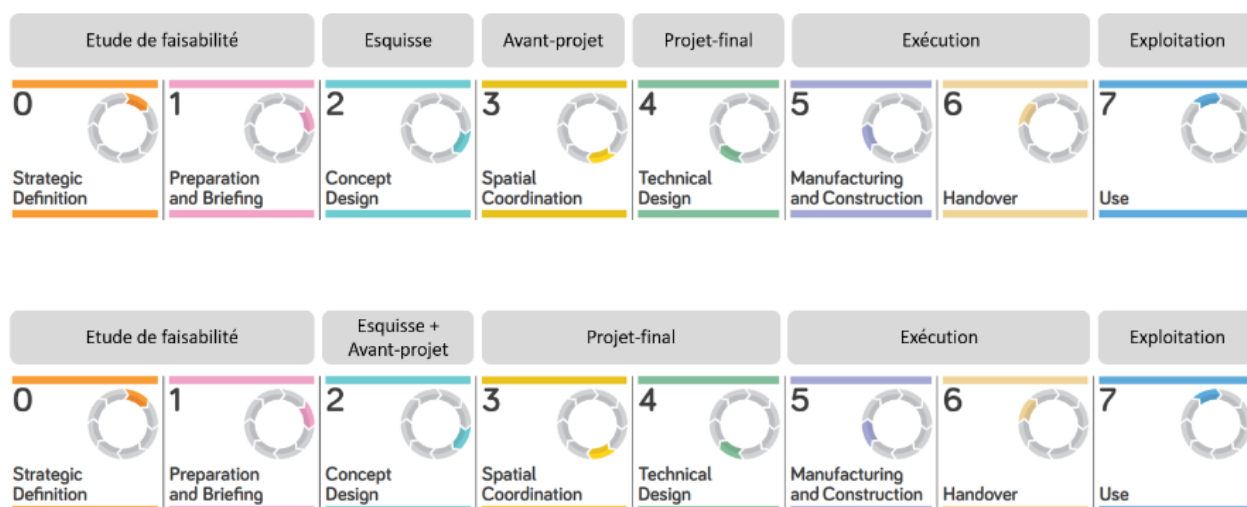 Etude de faisabilité
Esquisse
Avant-projet
Projet-final
Exécution
Exploitation
0
1
2
3
4
5
6
7
Strategic
Definition
Preparation
and Briefing
Concept
Design
Spatial
Coordination
Technical
Design
Manufacturing
and Construction
Handover
Use
Etude de faisabilité
Esquisse +
Avant-projet
Projet-final
Exécution
Exploitation
0
1
2
3
4
5
6
7
Strategic
Definition
Preparation
and Briefing
Concept
Design
Spatial
Coordination
Technical
Design
Manufacturing
and Construction
Handover
Use